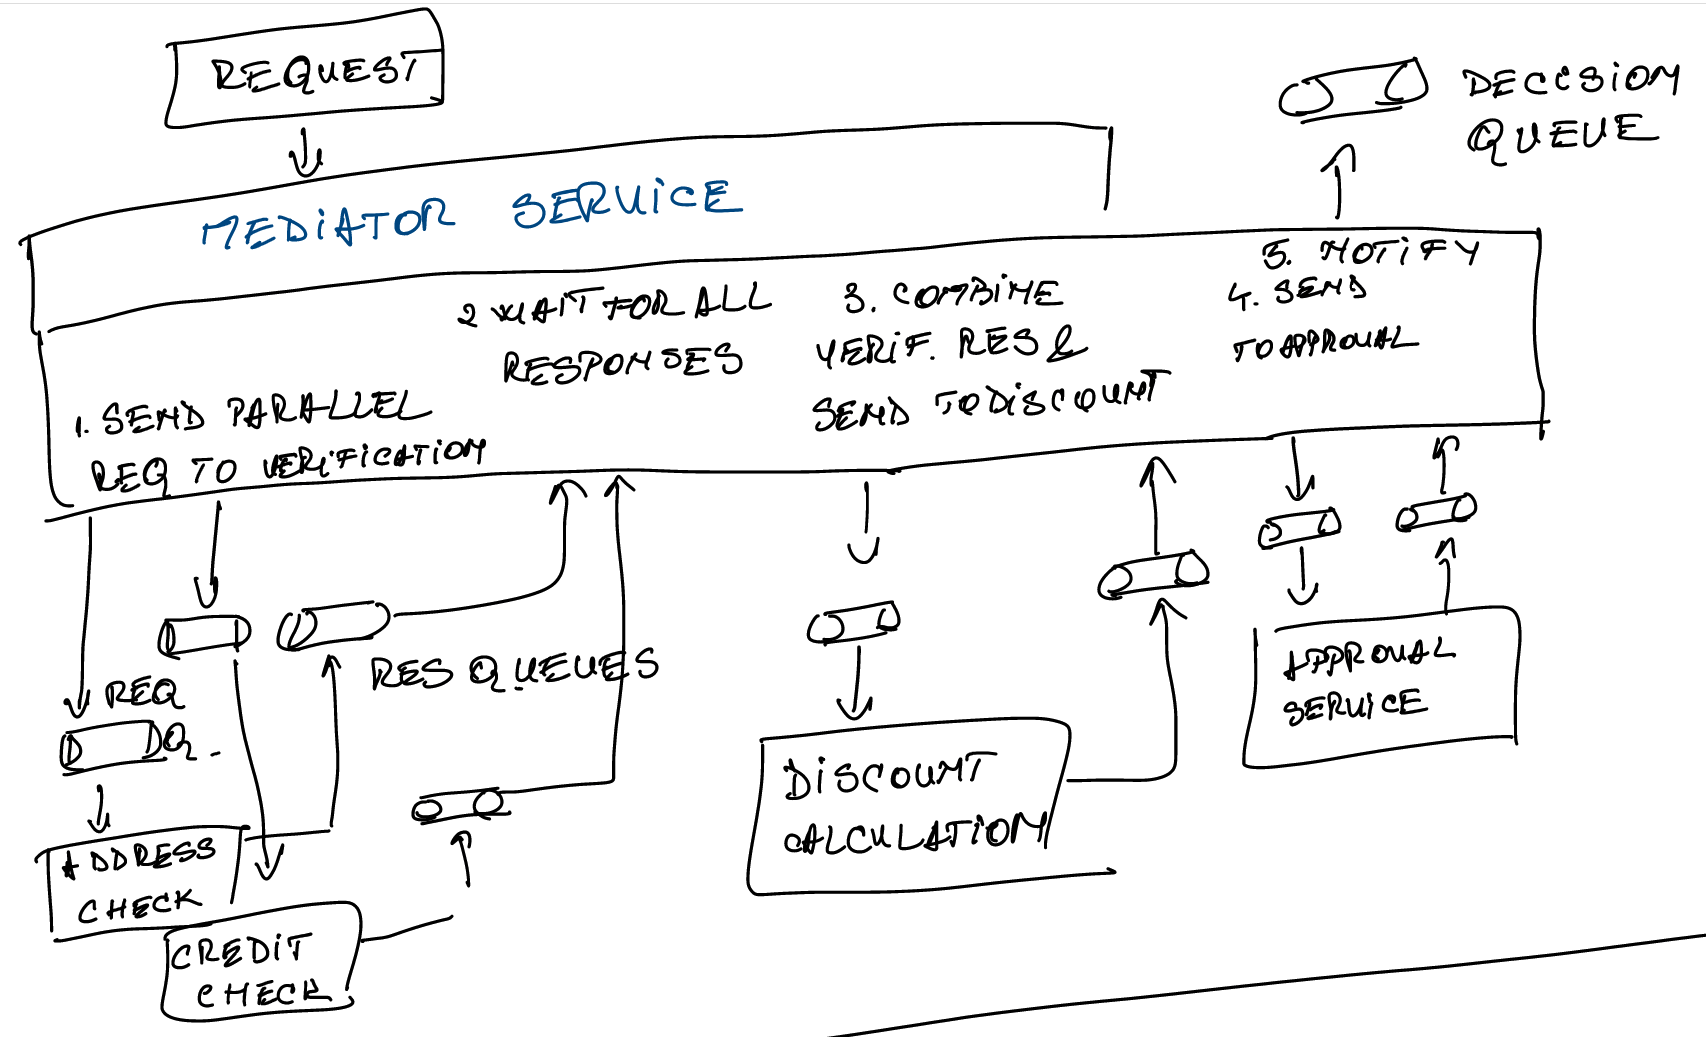 REQUEST
DECISION
QUEUE
MEDIATOR SERVICE
5. NOTIFY
4. SEND
TO APPROVAL
2 WAIT FOR ALL
RESPONSES
3. COMBINE
VERIF. RES &
SEND TO DISCOUNT
1. SEND PARALLEL
REQ TO VERIFICATION
RES QUEUES
REQ
Q.
APPROVAL
SERVICE
DISCOUNT
CALCULATION
ADDRESS
CHECK
CREDIT
CHECK